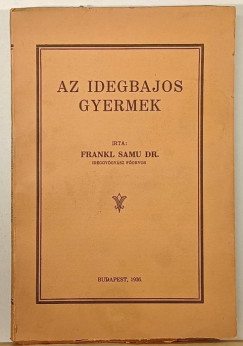 AZ IDEGBAJOS
GYERMEK
IRTA:
FRANKL SAMU DR.
IDEGGYÓGYÁSZ FŐORVOS
BUDAPEST, 1930.